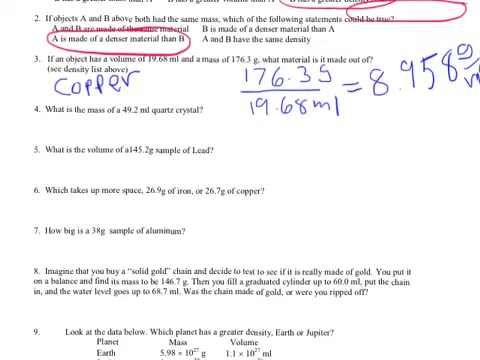 2. If objects A and B above both had the same mass, which of the following statements could be true?
A and B are made of the same material B is made of a denser material than A
A is made of a denser material than B A and B have the same density
3. If an object has a volume of 19.68 ml and a mass of 176.3 g, what material is it made out of?
(see density list above)
copper 176.3g / 19.68ml = 8.958 g/
4. What is the mass of a 49.2 ml quartz crystal?
5. What is the volume of a145.2g sample of Lead?
6. Which takes up more space, 26.9g of iron, or 26.7g of copper?
7. How big is a 38g sample of aluminum?
8. Imagine that you buy a “solid gold” chain and decide to test to see if it is really made of gold. You put it
on a balance and find its mass to be 146.7 g. Then you fill a graduated cylinder up to 60.0 ml, put the chain
in, and the water level goes up to 68.7 ml. Was the chain made of gold, or were you ripped off?
9. Look at the data below. Which planet has a greater density, Earth or Jupiter?
Planet Mass Volume
Earth 5.98 × 10²⁷ g 1.1 × 10²⁷ ml